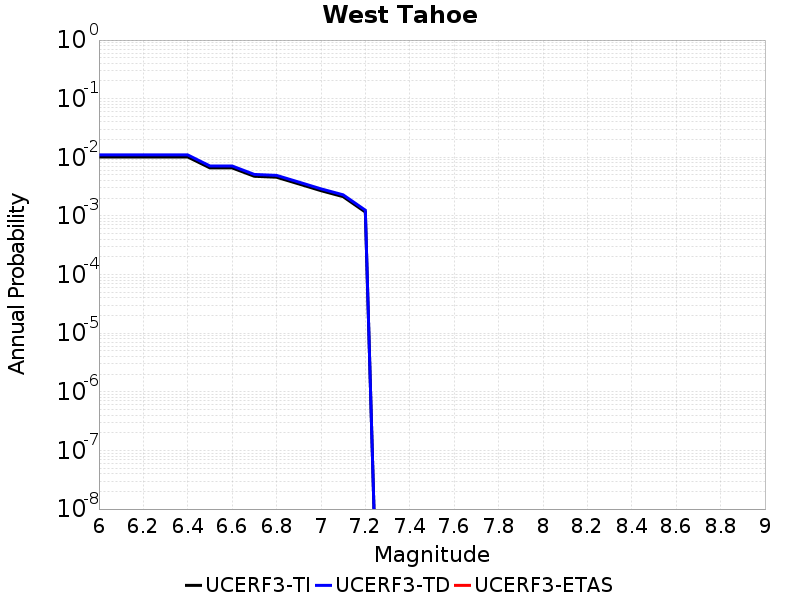 West Tahoe
Annual Probability
10^0
10^-1
10^-2
10^-3
10^-4
10^-5
10^-6
10^-7
10^-8
6 6.2 6.4 6.6 6.8 7 7.2 7.4 7.6 7.8 8 8.2 8.4 8.6 8.8 9
Magnitude
UCERF3-TI UCERF3-TD UCERF3-ETAS